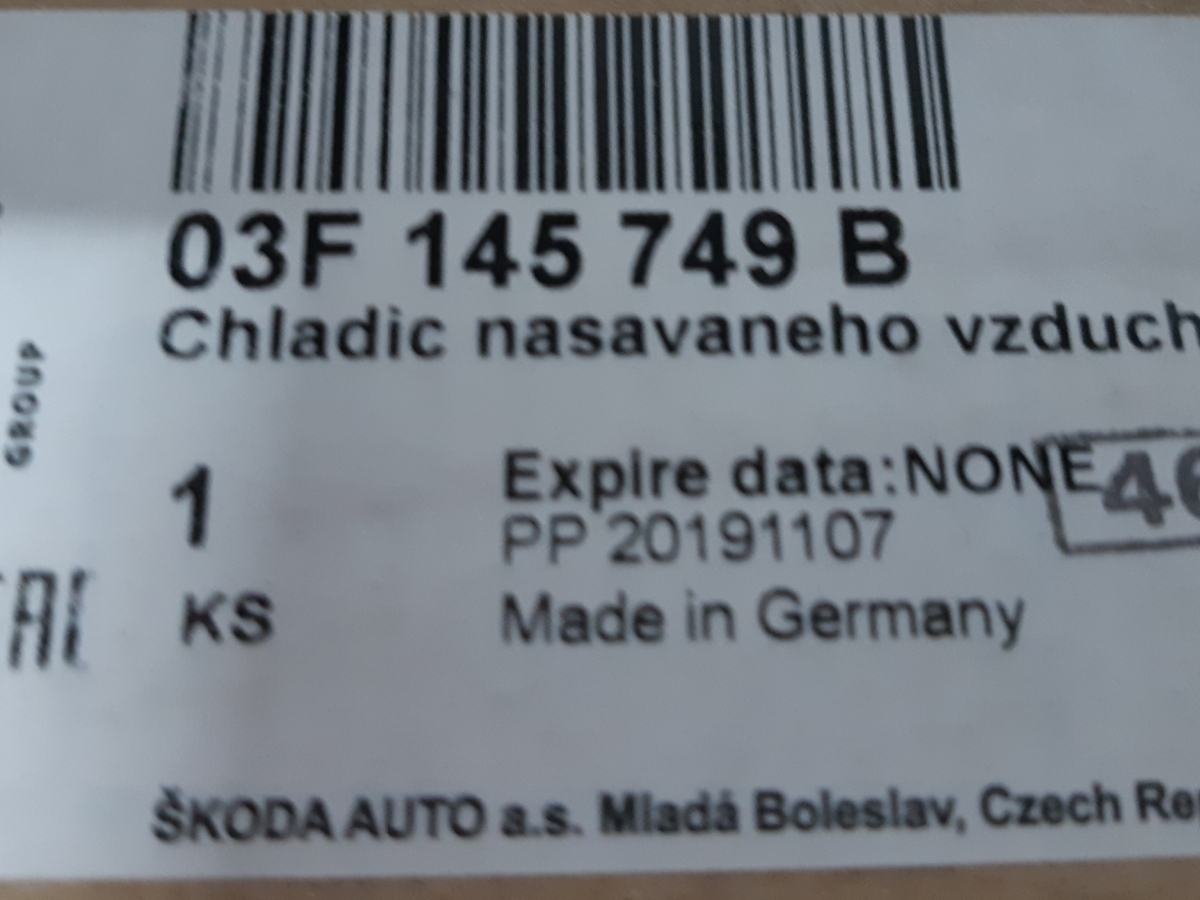 03F 145 749 B
Chladic nasavaneho vzduch
GROUP
1
Expire data:NONE
PP 20191107
KS
Made in Germany
ŠKODA AUTO a.s. Mladá Boleslav, Czech